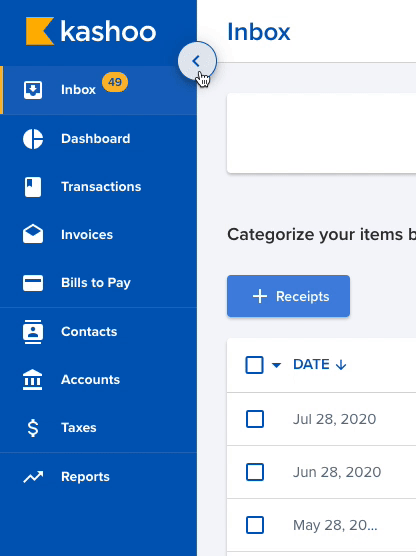 kashoo
Inbox
Inbox 49
Dashboard
Transactions
Invoices
Bills to Pay
Contacts
Accounts
Taxes
Reports
Categorize your items b
Receipts
DATE
Jul 28, 2020
Jun 28, 2020
May 28, 20...